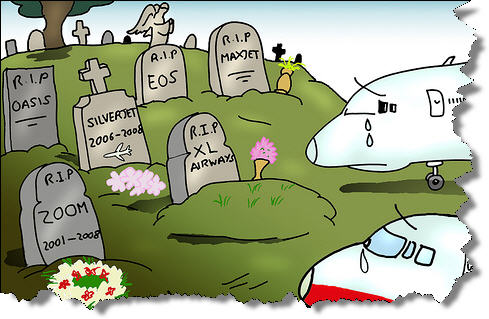 R.I.P
OASIS
R.I.P
EOS
R.I.P
MAXJET
SILVERJET
2006-2008
R.I.P
XL
AIRWAYS
R.I.P
ZOOM
2001-2008